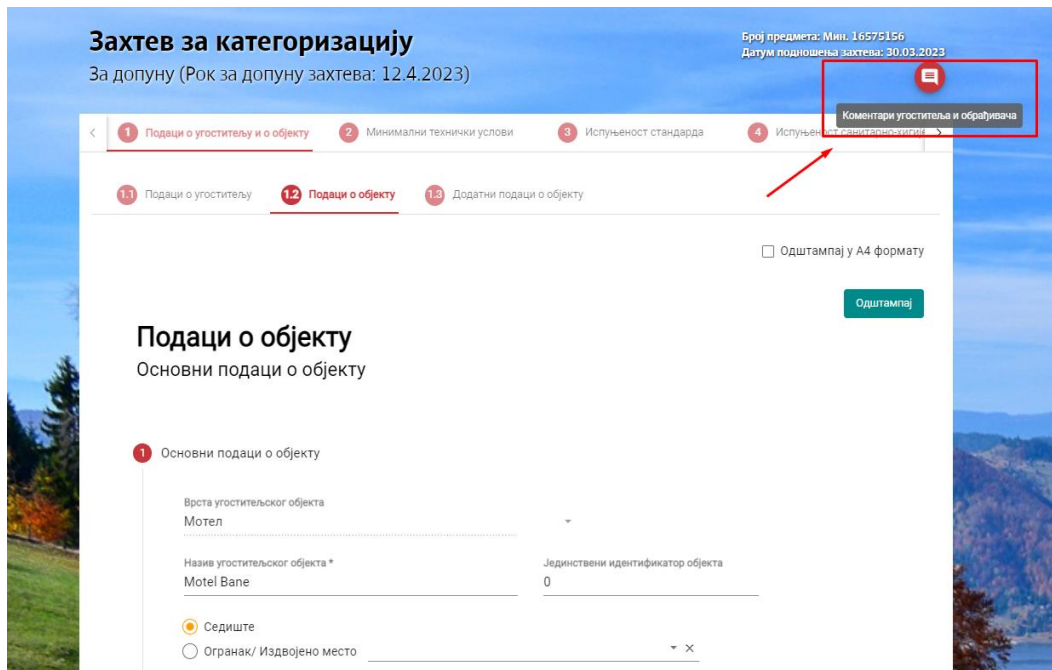 Захтев за категоризацију
За допуну (Рок за допуну захтева: 12.4.2023)
Број предмета: Мин. 16575156
Датум подношења захтева: 30.03.2023
Коментари угоститеља и обрађивача
1 Подаци о угоститељу и о објекту
2 Минимални технички услови
3 Испуњеност стандарда
4 Испуњеност санитарно-хигије
1.1 Подаци о угоститељу
1.2 Подаци о објекту
1.3 Додатни подаци о објекту
Одштампај у А4 формату
Одштампај
Подаци о објекту
Основни подаци о објекту
1 Основни подаци о објекту
Врста угоститељског објекта
Мотел
Назив угоститељског објекта *
Motel Bane
Јединствени идентификатор објекта
0
Седиште
Огранак/ Издвојено место